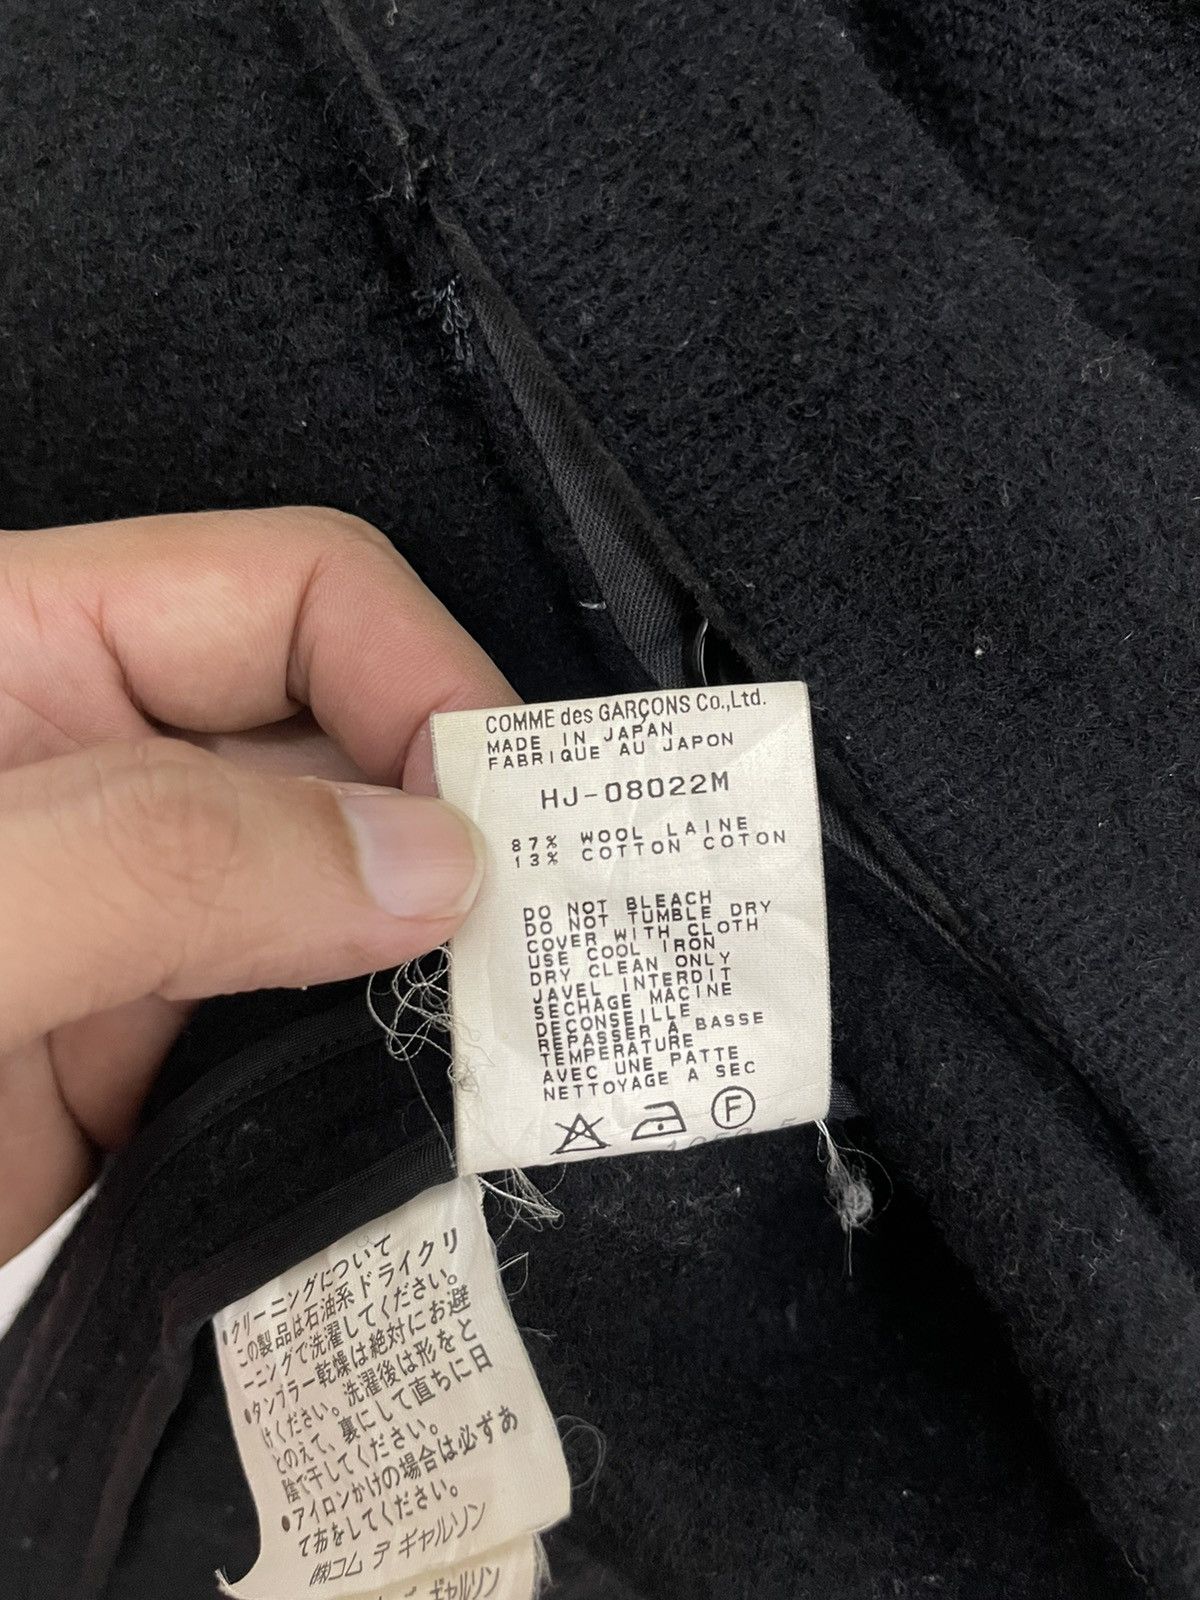 COMME des GARÇONS Co.,Ltd.
MADE IN JAPAN
FABRIQUE AU JAPON
HJ-08022M
87% WOOL LAINE
13% COTTON COTON
DO NOT BLEACH
DO NOT TUMBLE DRY
COVER WITH CLOTH
USE COOL IRON
DRY CLEAN ONLY
JAVEL INTERDIT
SECHAGE MACINE
DECONSEILLE
REPASSER A BASSE
TEMPERATURE
AVEC UNE PATTE
NETTOYAGE A SEC
F
●クリーニングについて
この製品は石油系ドライクリ
ーニングで洗濯してください。
●タンブラー乾燥は絶対にお避
けください。洗濯後は形をと
とのえて、裏にして直ちに日
陰で干してください。
●アイロンかけの場合は必ずあ
て布をしてください。
㈱コム デ ギャルソン
ギャルソン